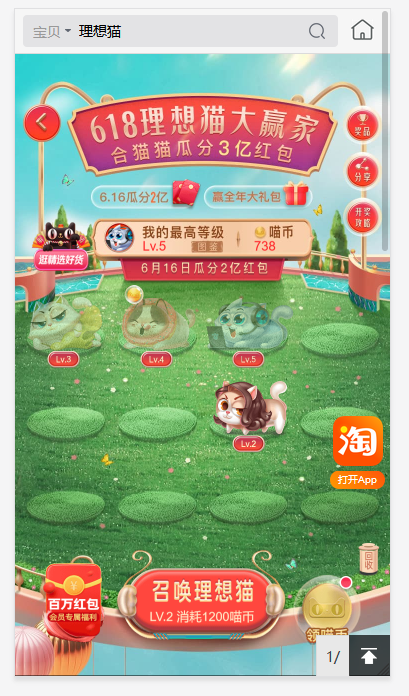 宝贝 理想猫
618理想猫大赢家
合猫猫瓜分3亿红包
奖品
分享
开奖攻略
6.16瓜分2亿
赢全年大礼包
我的最高等级
Lv.5 图鉴
喵币
738
逛精选好货
6月16日瓜分2亿红包
Lv.3
Lv.4
Lv.5
Lv.2
淘
打开App
回收
百万红包
会员专属福利
召唤理想猫
LV.2 消耗1200喵币
领喵币
1/